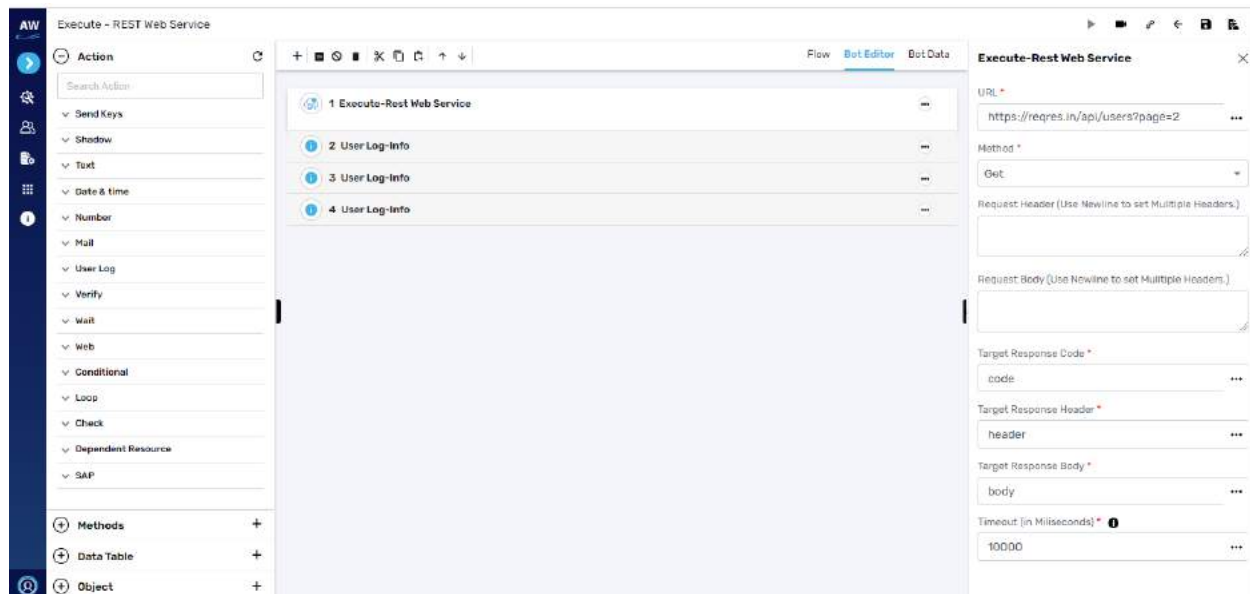 AW
Execute - REST Web Service
Action
Search Action
Send Keys
Shadow
Text
Date & time
Number
Mail
User Log
Verify
Wait
Web
Conditional
Loop
Check
Dependent Resource
SAP
Methods
Data Table
Object
Flow Bot Editor Bot Data
1 Execute-Rest Web Service
2 User Log-Info
3 User Log-Info
4 User Log-Info
Execute-Rest Web Service
URL *
https://reqres.in/api/users?page=2
Method *
Get
Request Header (Use Newline to set Mulitiple Headers.)
Request Body (Use Newline to set Mulitiple Headers.)
Target Response Code *
code
Target Response Header *
header
Target Response Body *
body
Timeout (in Miliseconds) *
10000